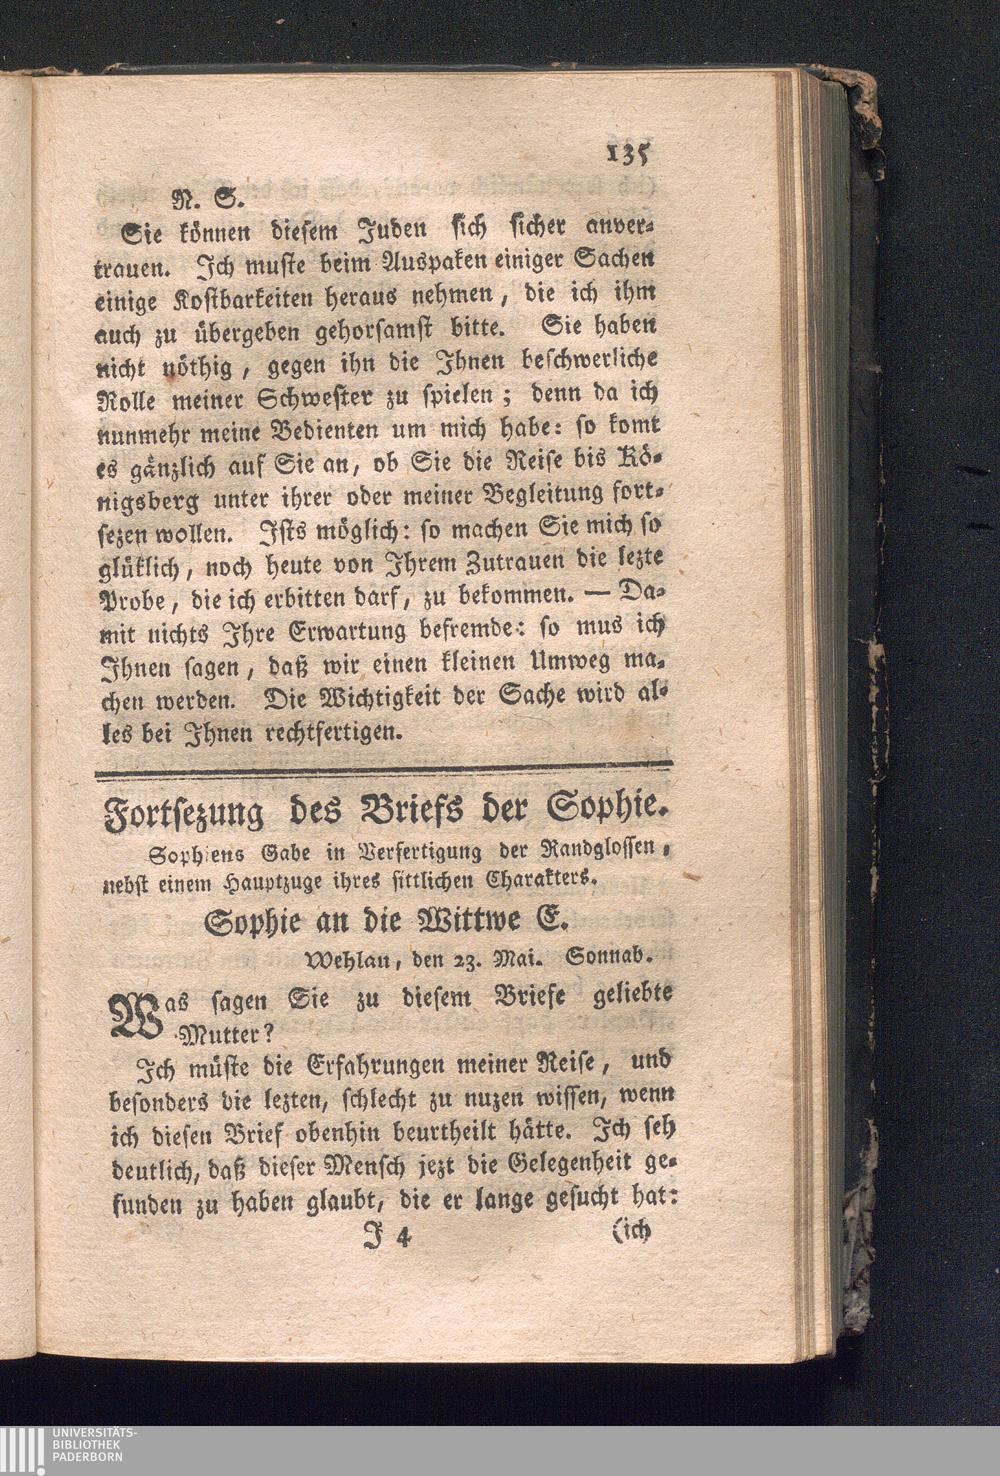 135
N. S.
Sie können diesem Juden sich sicher anver-
trauen. Ich muste beim Auspaken einiger Sachen
einige Kostbarkeiten heraus nehmen, die ich ihm
auch zu übergeben gehorsamst bitte. Sie haben
nicht nöthig, gegen ihn die Ihnen beschwerliche
Rolle meiner Schwester zu spielen; denn da ich
nunmehr meine Bedienten um mich habe: so komt
es gänzlich auf Sie an, ob Sie die Reise bis Kö-
nigsberg unter ihrer oder meiner Begleitung fort-
sezen wollen. Ists möglich: so machen Sie mich so
glüklich, noch heute von Ihrem Zutrauen die lezte
Probe, die ich erbitten darf, zu bekommen. — Da-
mit nichts Ihre Erwartung befremde: so mus ich
Ihnen sagen, daß wir einen kleinen Umweg ma-
chen werden. Die Wichtigkeit der Sache wird al-
les bei Ihnen rechtfertigen.
Fortsezung des Briefs der Sophie.
Sophiens Gabe in Verfertigung der Randglossen,
nebst einem Hauptzuge ihres sittlichen Charakters.
Sophie an die Wittwe E.
Wehlau, den 23. Mai. Sonnab.
Was sagen Sie zu diesem Briefe geliebte
Mutter?
Ich müste die Erfahrungen meiner Reise, und
besonders die lezten, schlecht zu nuzen wissen, wenn
ich diesen Brief obenhin beurtheilt hätte. Ich seh
deutlich, daß dieser Mensch jezt die Gelegenheit ge-
funden zu haben glaubt, die er lange gesucht hat:
J 4 (ich
UNIVERSITÄTS-
BIBLIOTHEK
PADERBORN